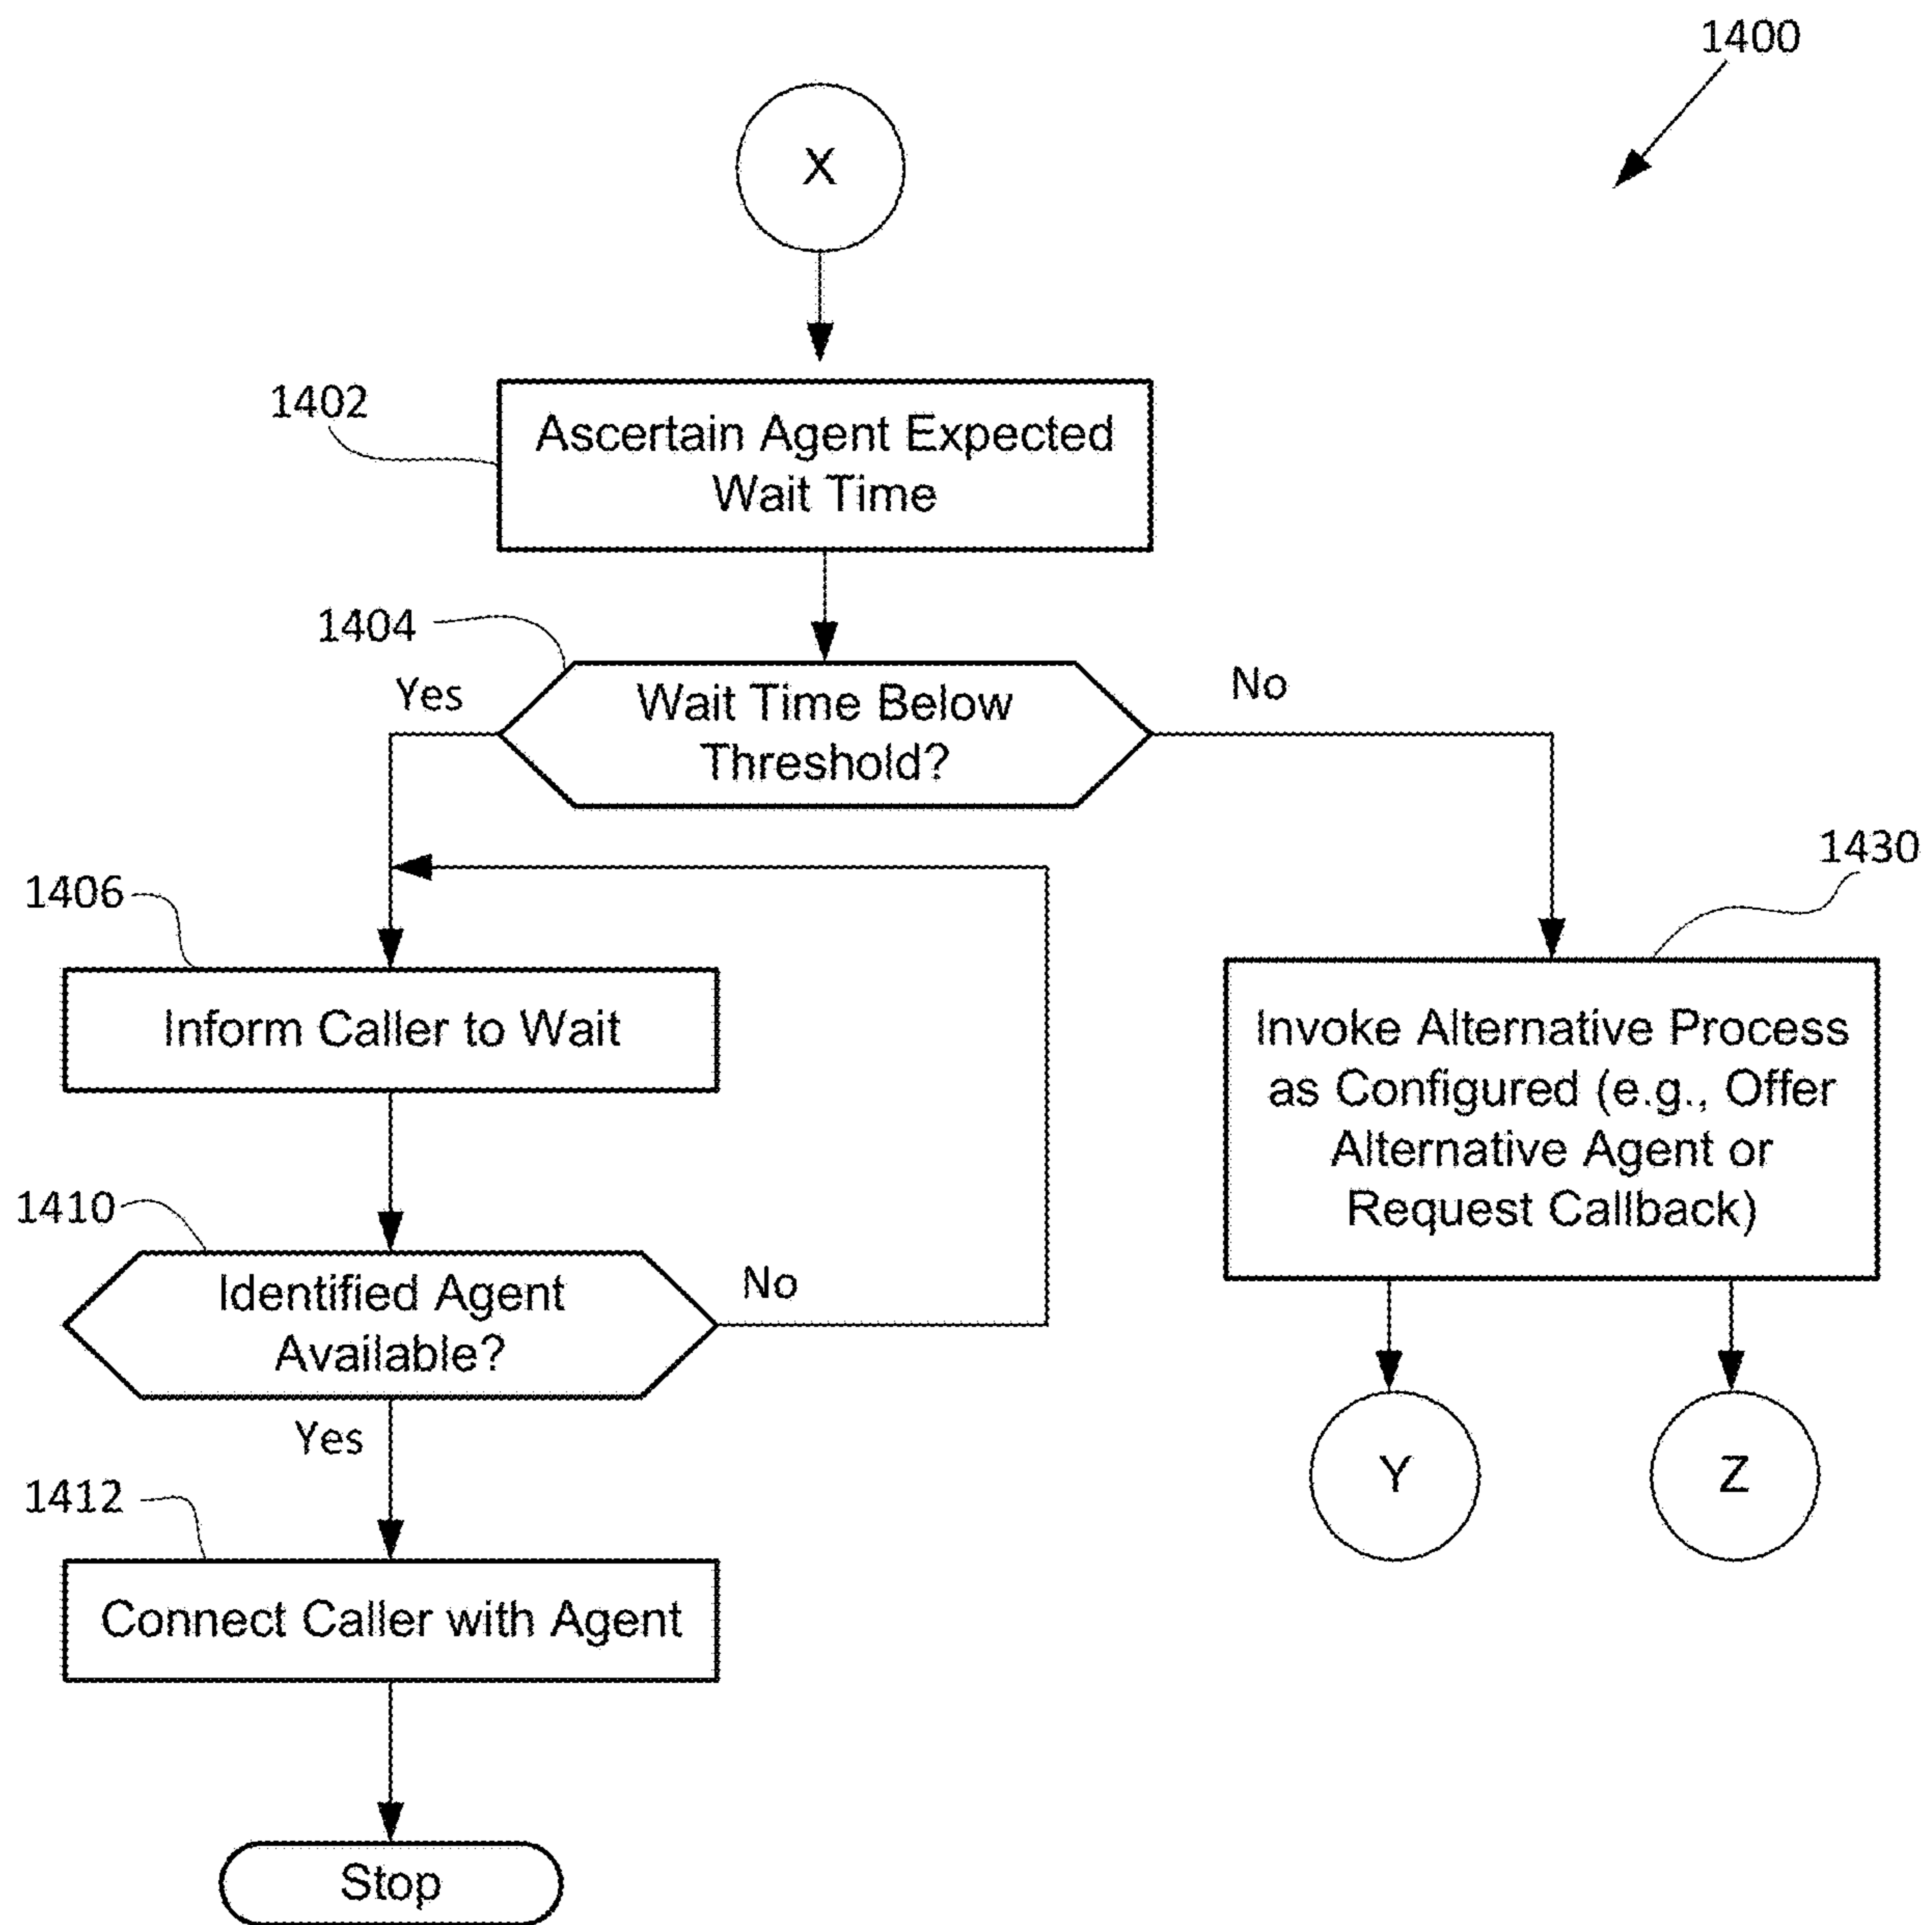 1400
X
1402
Ascertain Agent Expected
Wait Time
1404
Yes
Wait Time Below
Threshold?
No
1406
Inform Caller to Wait
1430
Invoke Alternative Process
as Configured (e.g., Offer
Alternative Agent or
Request Callback)
1410
Identified Agent
Available?
No
Yes
Y
Z
1412
Connect Caller with Agent
Stop